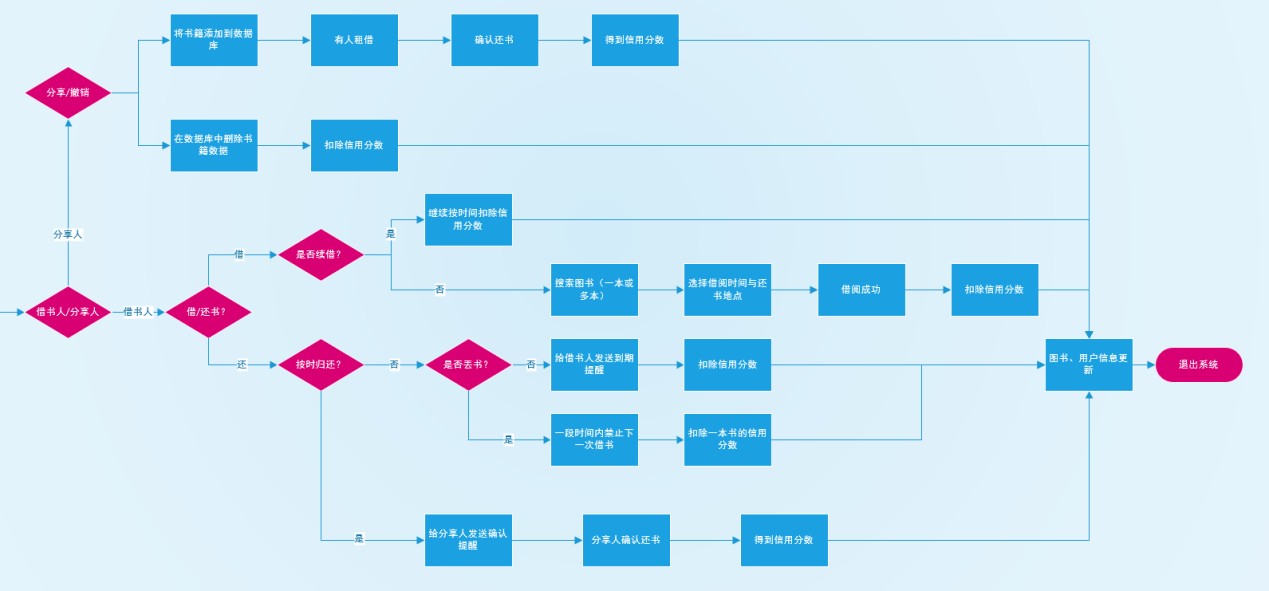 将书籍添加到数据
库
有人租借
确认还书
得到信用分数
分享/撤销
在数据库中删除书
籍数据
扣除信用分数
分享人
继续按时间扣除信
用分数
是
借
是否续借?
否
搜索图书（一本或
多本）
选择借阅时间与还
书地点
借阅成功
扣除信用分数
借书人/分享人
借书人
借/还书?
还
按时归还?
否
是否丢书?
否
给借书人发送到期
提醒
扣除信用分数
图书、用户信息更
新
退出系统
是
一段时间内禁止下
一次借书
扣除一本书的信用
分数
是
给分享人发送确认
提醒
分享人确认还书
得到信用分数